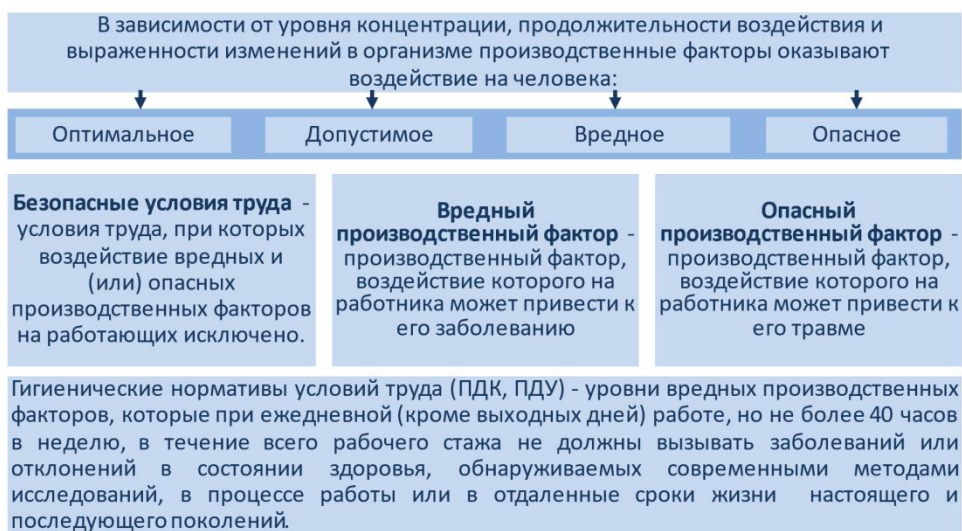 В зависимости от уровня концентрации, продолжительности воздействия и
выраженности изменений в организме производственные факторы оказывают
воздействие на человека:
Оптимальное
Допустимое
Вредное
Опасное
Безопасные условия труда -
условия труда, при которых
воздействие вредных и
(или) опасных
производственных факторов
на работающих исключено.
Вредный
производственный фактор -
производственный фактор,
воздействие которого на
работника может привести к
его заболеванию
Опасный
производственный фактор -
производственный фактор,
воздействие которого на
работника может привести к
его травме
Гигиенические нормативы условий труда (ПДК, ПДУ) - уровни вредных производственных
факторов, которые при ежедневной (кроме выходных дней) работе, но не более 40 часов
в неделю, в течение всего рабочего стажа не должны вызывать заболеваний или
отклонений в состоянии здоровья, обнаруживаемых современными методами
исследований, в процессе работы или в отдаленные сроки жизни настоящего и
последующего поколений.